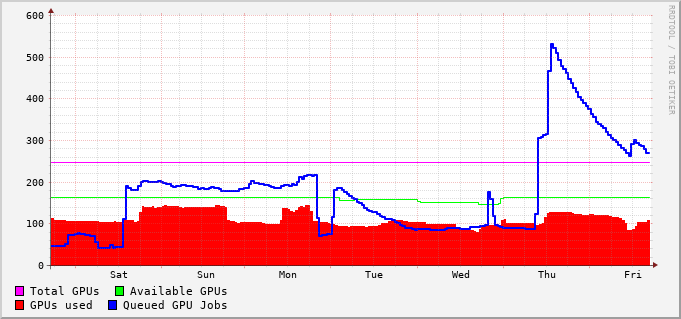 600
500
400
300
200
100
0
Sat Sun Mon Tue Wed Thu Fri
Total GPUs Available GPUs
GPUs used Queued GPU Jobs
RRDTOOL / TOBI OETIKER